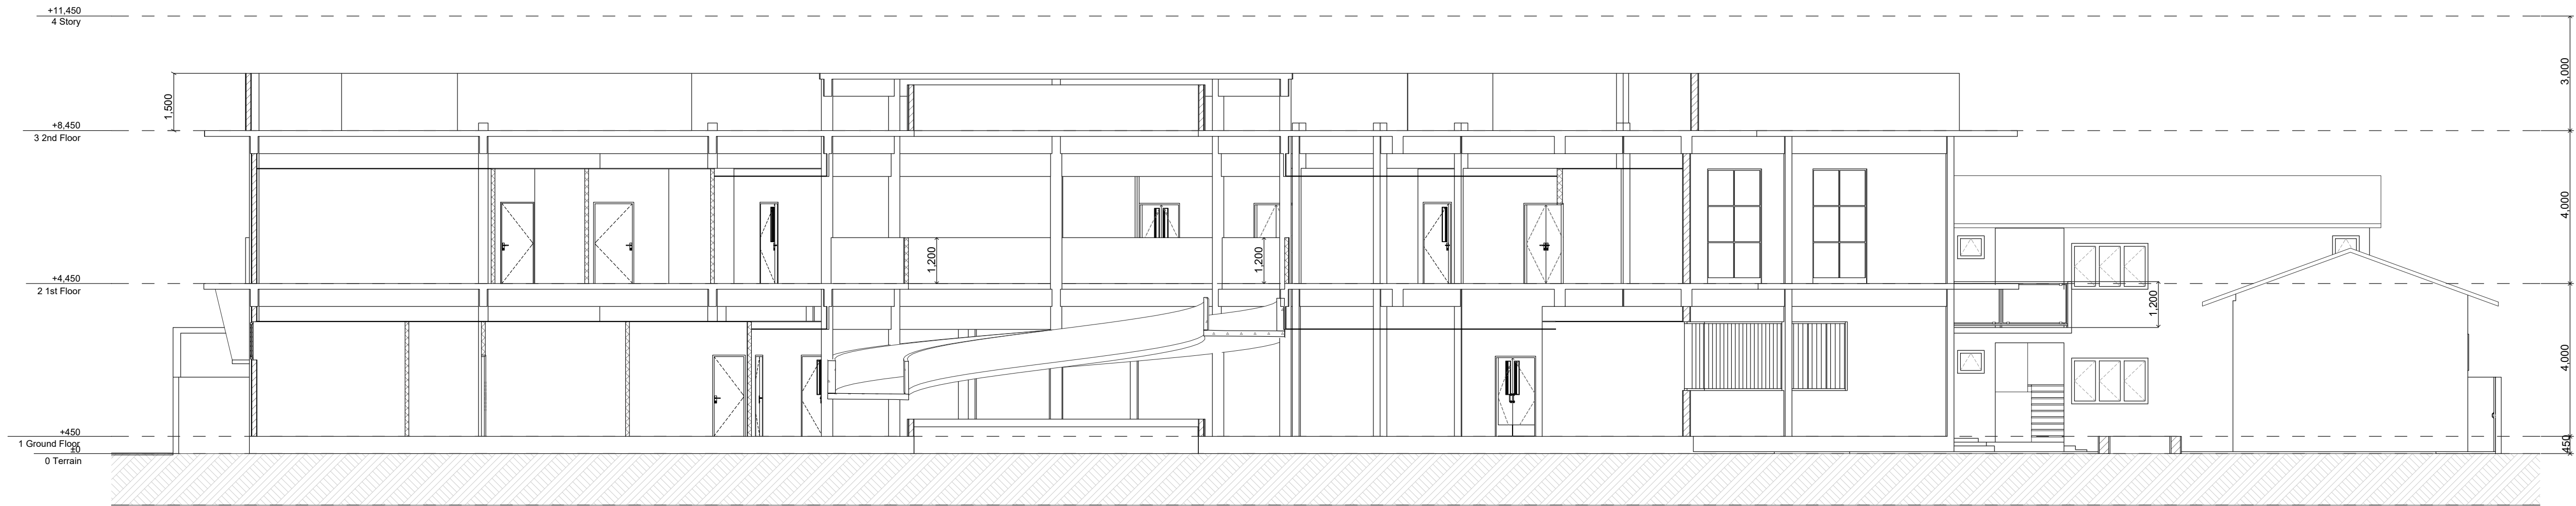 +11,450
4 Story
3,000
1,500
+8,450
3 2nd Floor
4,000
1,200
1,200
+4,450
2 1st Floor
1,200
4,000
+450
1 Ground Floor
±0
0 Terrain
450